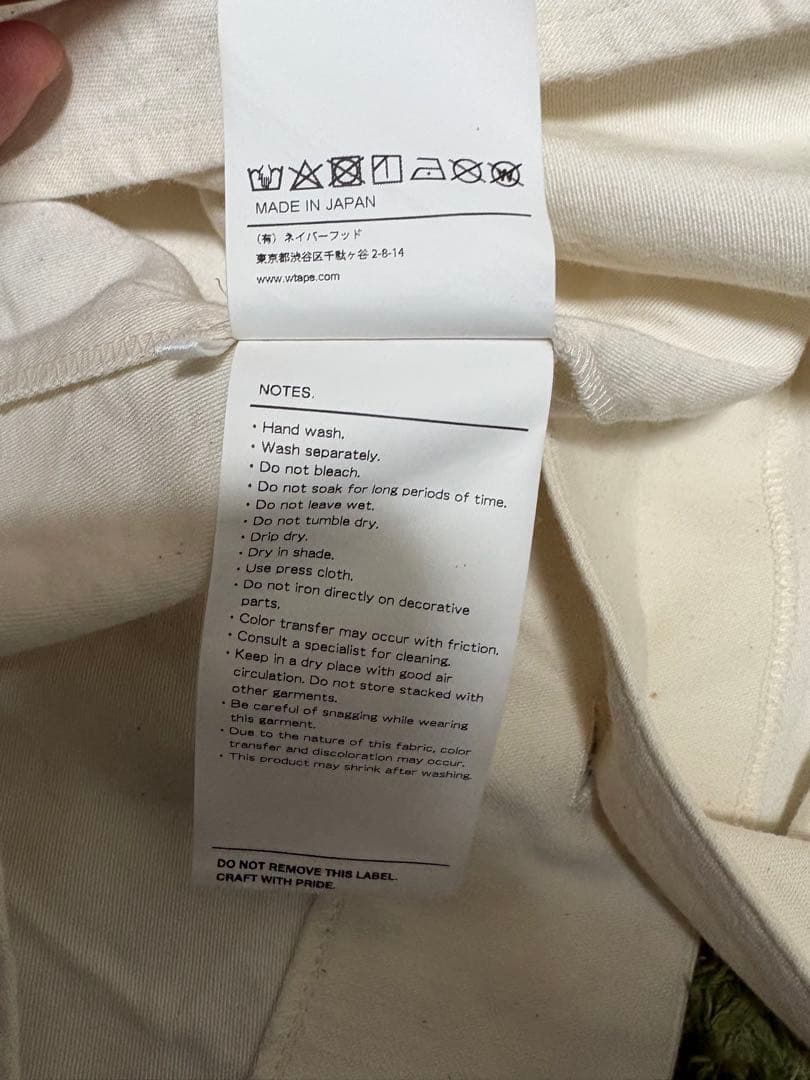 MADE IN JAPAN
(有) ネイバーフッド
東京都渋谷区千駄ヶ谷 2-8-14
www.wtaps.com
NOTES.
・Hand wash.
・Wash separately.
・Do not bleach.
・Do not soak for long periods of time.
・Do not leave wet.
・Do not tumble dry.
・Drip dry.
・Dry in shade.
・Use press cloth.
・Do not iron directly on decorative
parts.
・Color transfer may occur with friction.
・Consult a specialist for cleaning.
・Keep in a dry place with good air
circulation. Do not store stacked with
other garments.
・Be careful of snagging while wearing
this garment.
・Due to the nature of this fabric, color
transfer and discoloration may occur.
・This product may shrink after washing.
DO NOT REMOVE THIS LABEL.
CRAFT WITH PRIDE.